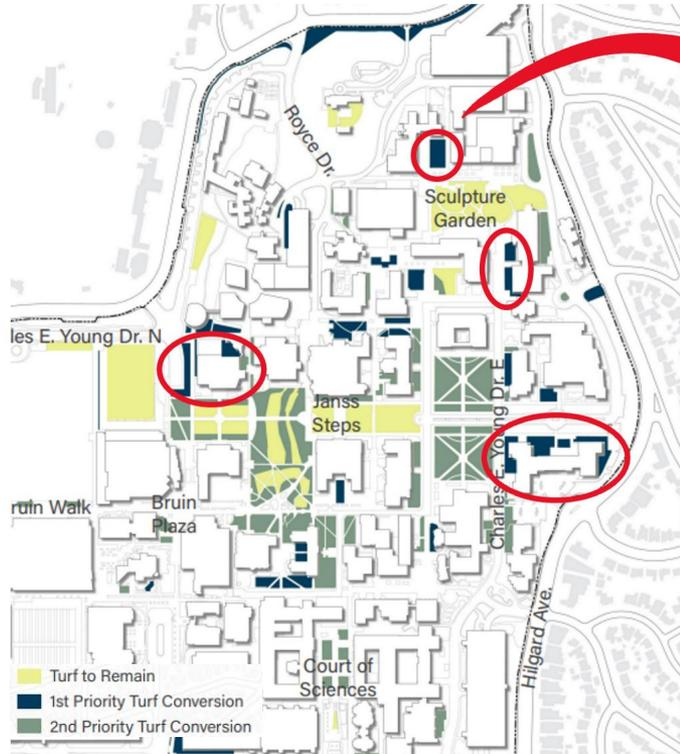 Royce Dr.
Sculpture
Garden
les E. Young Dr. N
Janss
Steps
Charles E. Young Dr. E
ruin Walk
Bruin
Plaza
Hilgard Ave.
Court of
Sciences
Turf to Remain
1st Priority Turf Conversion
2nd Priority Turf Conversion